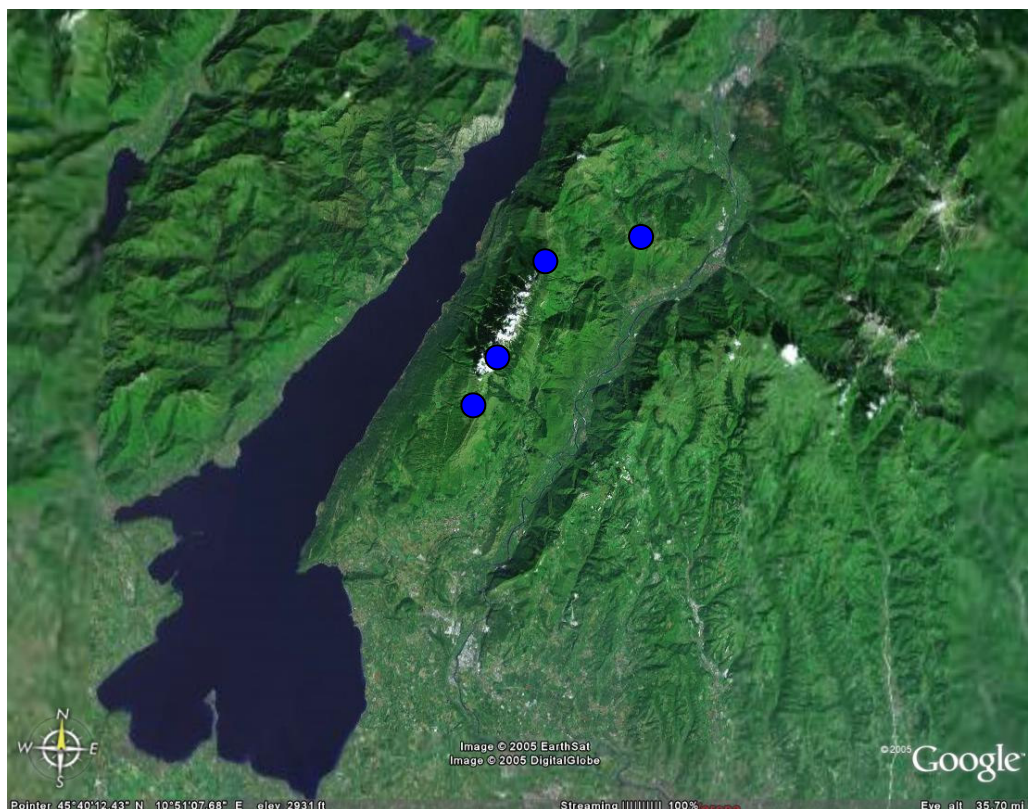 N
W E
S
Image © 2005 EarthSat
Image © 2005 DigitalGlobe
© 2005 Google
Pointer 45°40'12.43" N 10°51'07.68" E elev 2931 ft Streaming ||||||||| 100% Eye alt 35.70 mi